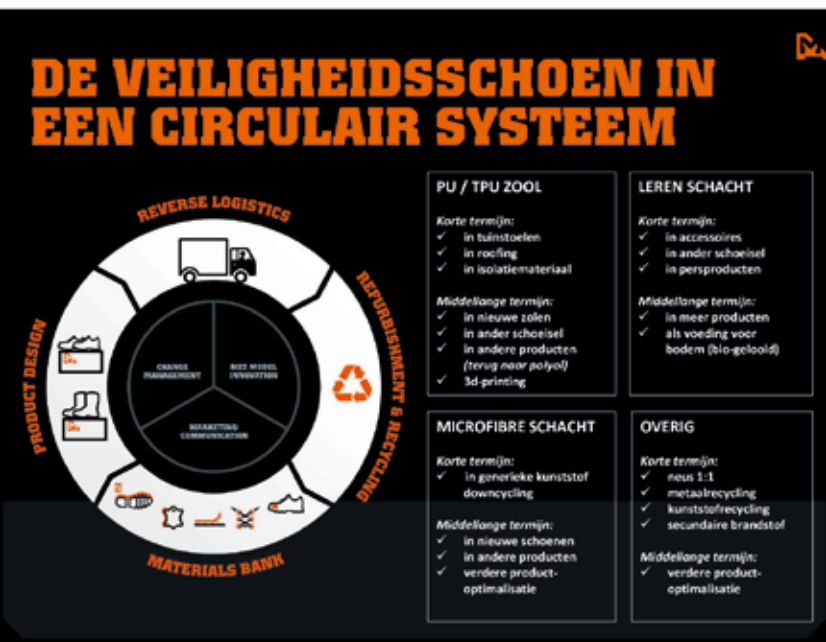 DE VEILIGHEIDSSCHOEN IN
EEN CIRCULAIR SYSTEEM
REVERSE LOGISTICS
REFURBISHMENT & RECYCLING
MATERIALS BANK
PRODUCT DESIGN
CHANGE
MANAGEMENT
BIZZ MODEL
INNOVATION
MARKETING
COMMUNICATION
PU / TPU ZOOL
Korte termijn:
✓ in tuinstoelen
✓ in roofing
✓ in isolatiemateriaal
Middellange termijn:
✓ in nieuwe zolen
✓ in ander schoeisel
✓ in andere producten
(terug naar polyol)
✓ 3d-printing
LEREN SCHACHT
Korte termijn:
✓ in accessoires
✓ in ander schoeisel
✓ in persproducten
Middellange termijn:
✓ in meer producten
✓ als voeding voor
bodem (bio-gelooid)
MICROFIBRE SCHACHT
Korte termijn:
✓ in generieke kunststof
downcycling
Middellange termijn:
✓ in nieuwe schoenen
✓ in andere producten
✓ verdere product-
optimalisatie
OVERIG
Korte termijn:
✓ neus 1:1
✓ metaalrecycling
✓ kunststofrecycling
✓ secundaire brandstof
Middellange termijn:
✓ verdere product-
optimalisatie